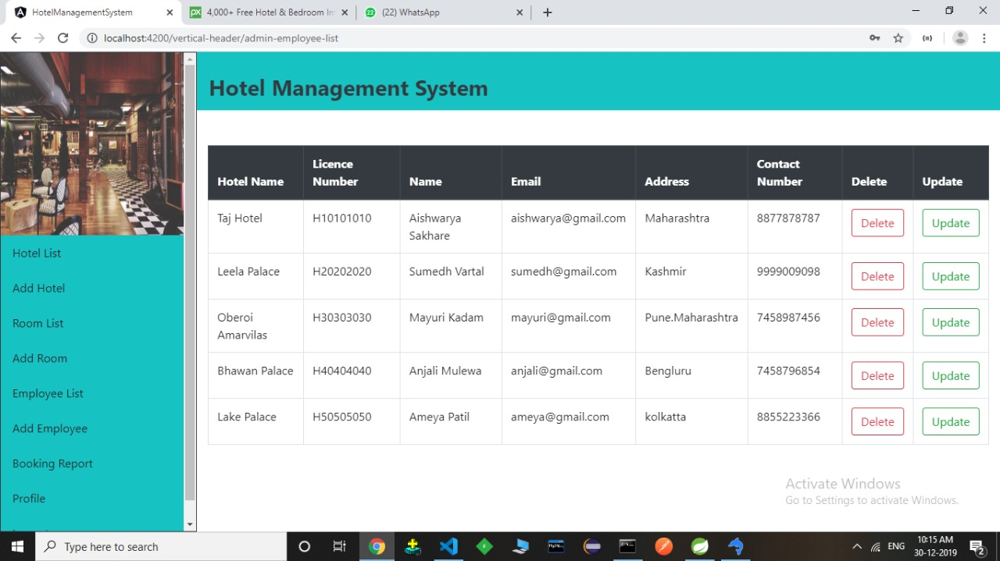 HotelManagementSystem
4,000+ Free Hotel & Bedroom Im
(22) WhatsApp
localhost:4200/vertical-header/admin-employee-list
Hotel Management System
Hotel List
Add Hotel
Room List
Add Room
Employee List
Add Employee
Booking Report
Profile
Hotel Name Licence Number Name Email Address Contact Number Delete Update
Taj Hotel H10101010 Aishwarya Sakhare aishwarya@gmail.com Maharashtra 8877878787 Delete Update
Leela Palace H20202020 Sumedh Vartal sumedh@gmail.com Kashmir 9999009098 Delete Update
Oberoi Amarvilas H30303030 Mayuri Kadam mayuri@gmail.com Pune.Maharashtra 7458987456 Delete Update
Bhawan Palace H40404040 Anjali Mulewa anjali@gmail.com Bengluru 7458796854 Delete Update
Lake Palace H50505050 Ameya Patil ameya@gmail.com kolkatta 8855223366 Delete Update
Activate Windows
Go to Settings to activate Windows.
Type here to search
ENG
10:15 AM
30-12-2019
2